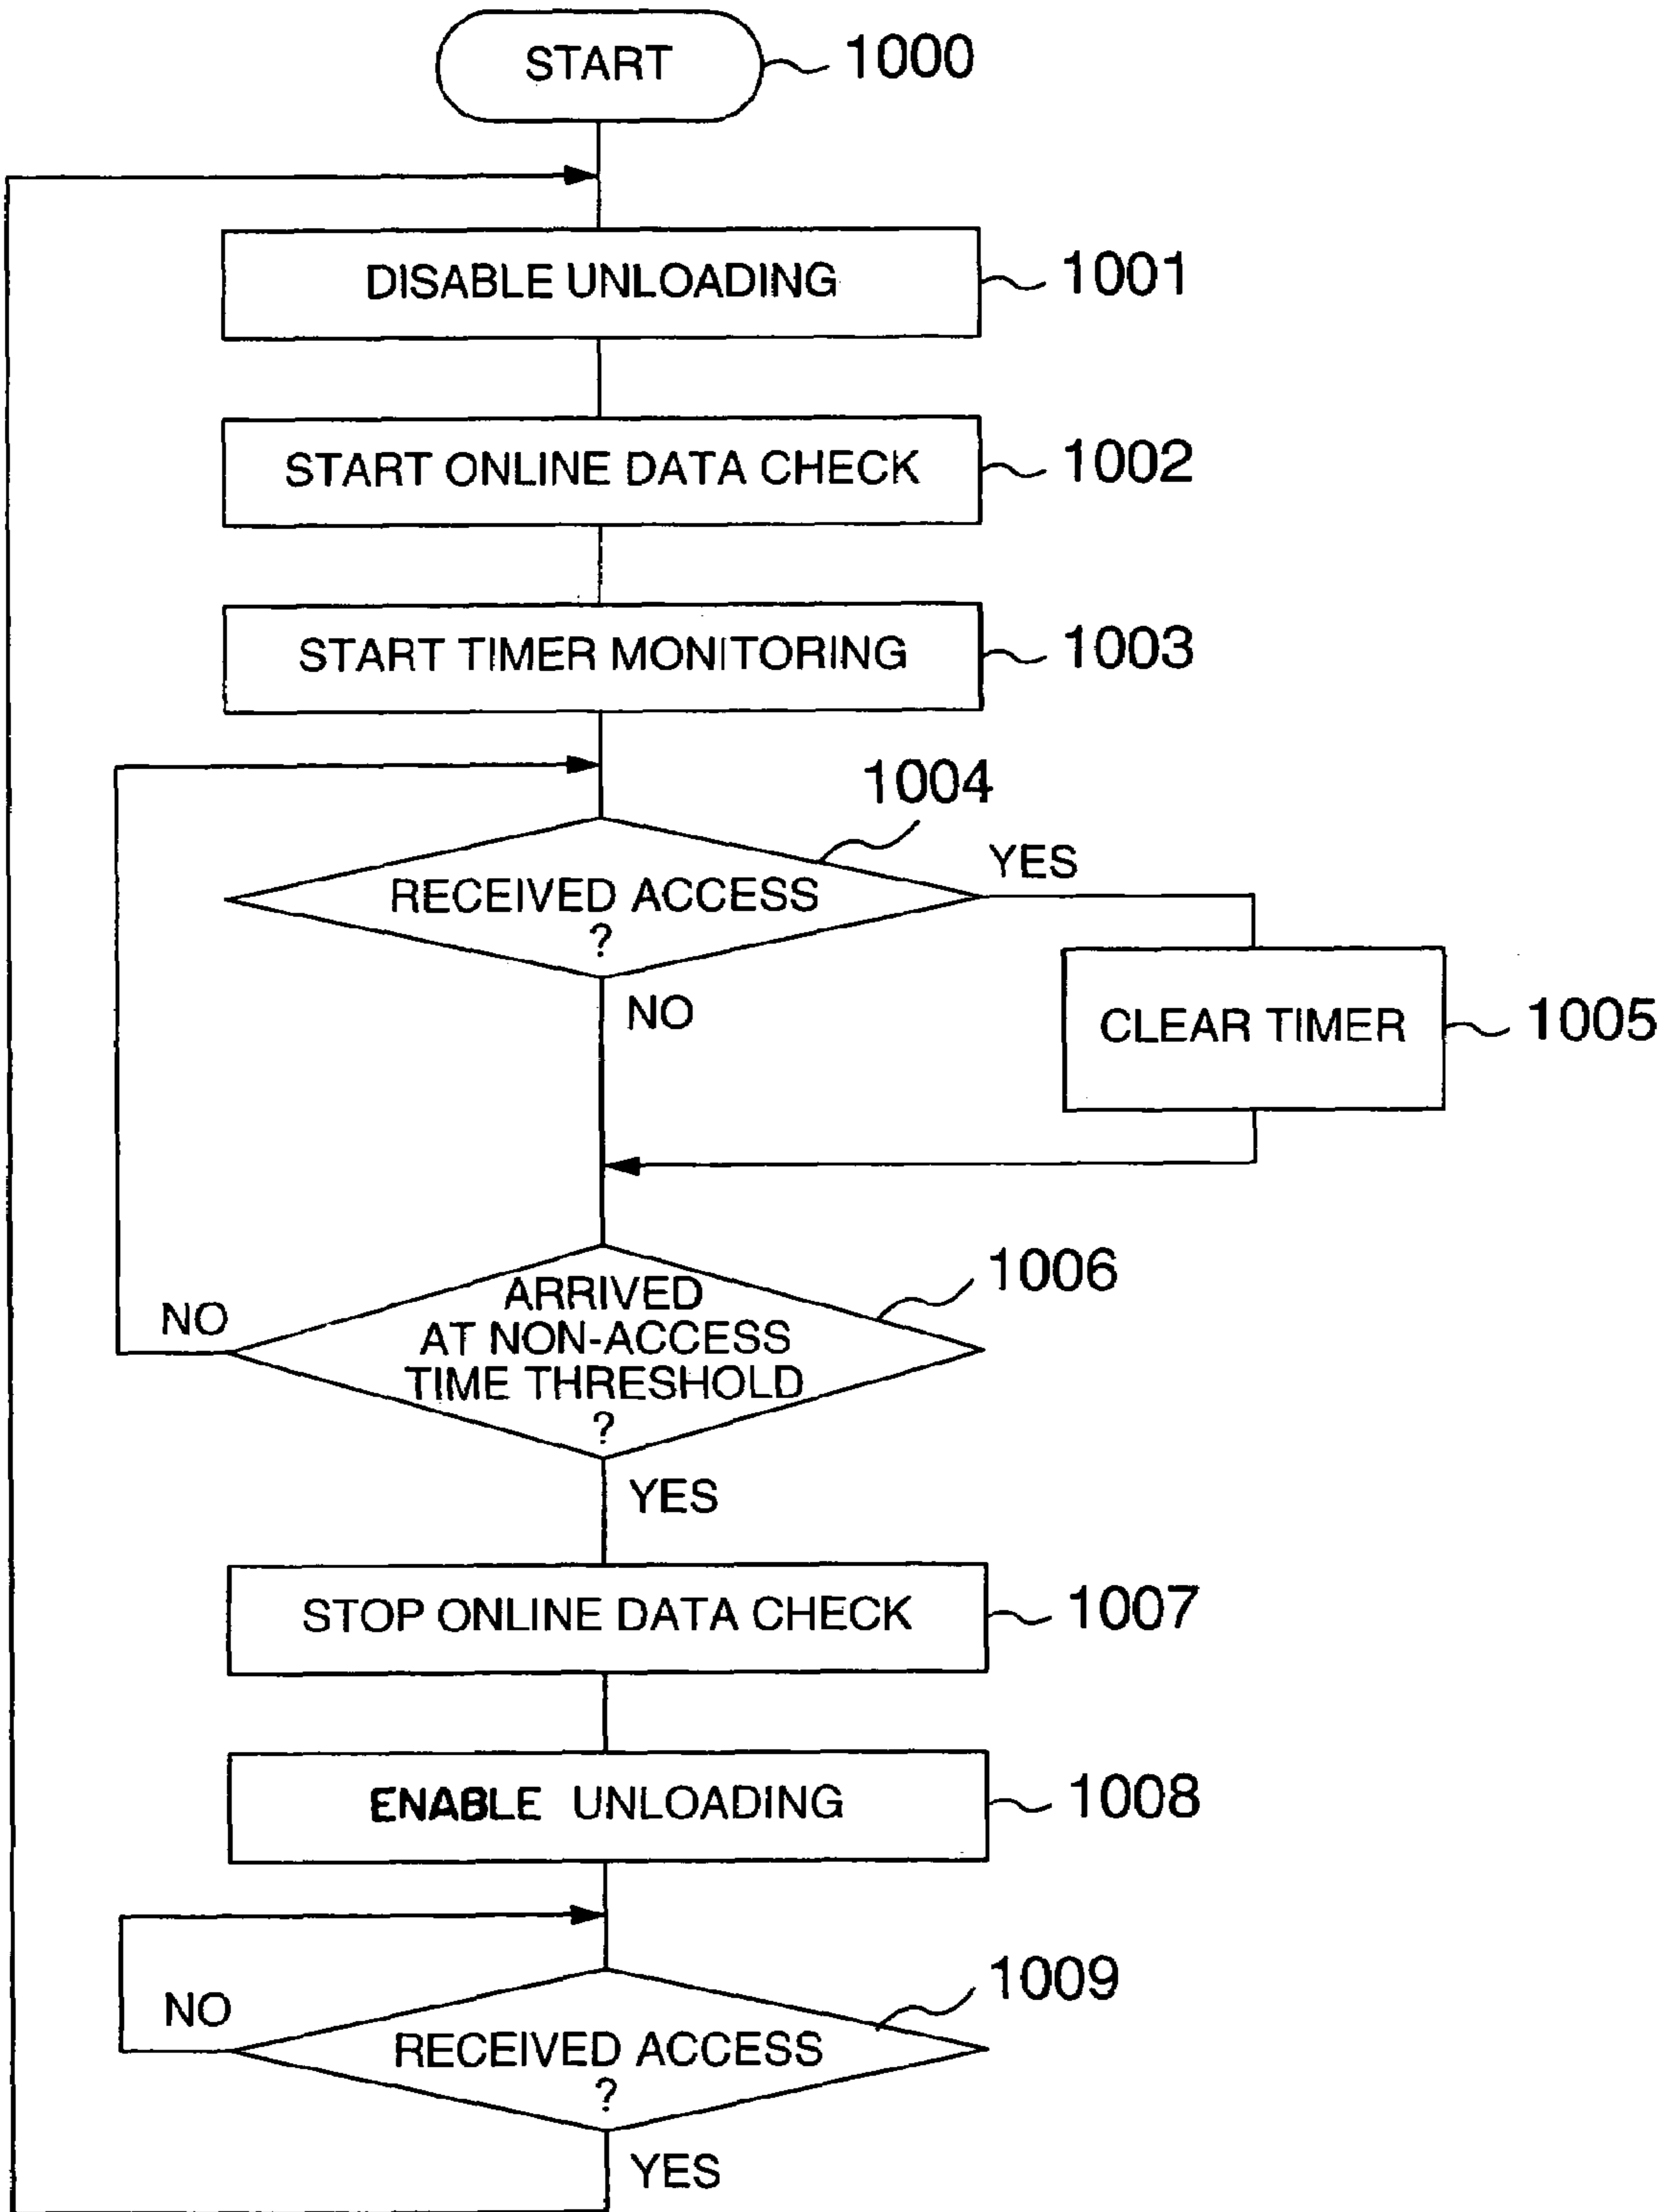 START
1000
DISABLE UNLOADING
1001
START ONLINE DATA CHECK
1002
START TIMER MONITORING
1003
1004
RECEIVED ACCESS
?
YES
NO
CLEAR TIMER
1005
1006
ARRIVED
AT NON-ACCESS
TIME THRESHOLD
?
NO
YES
STOP ONLINE DATA CHECK
1007
ENABLE UNLOADING
1008
1009
NO
RECEIVED ACCESS
?
YES